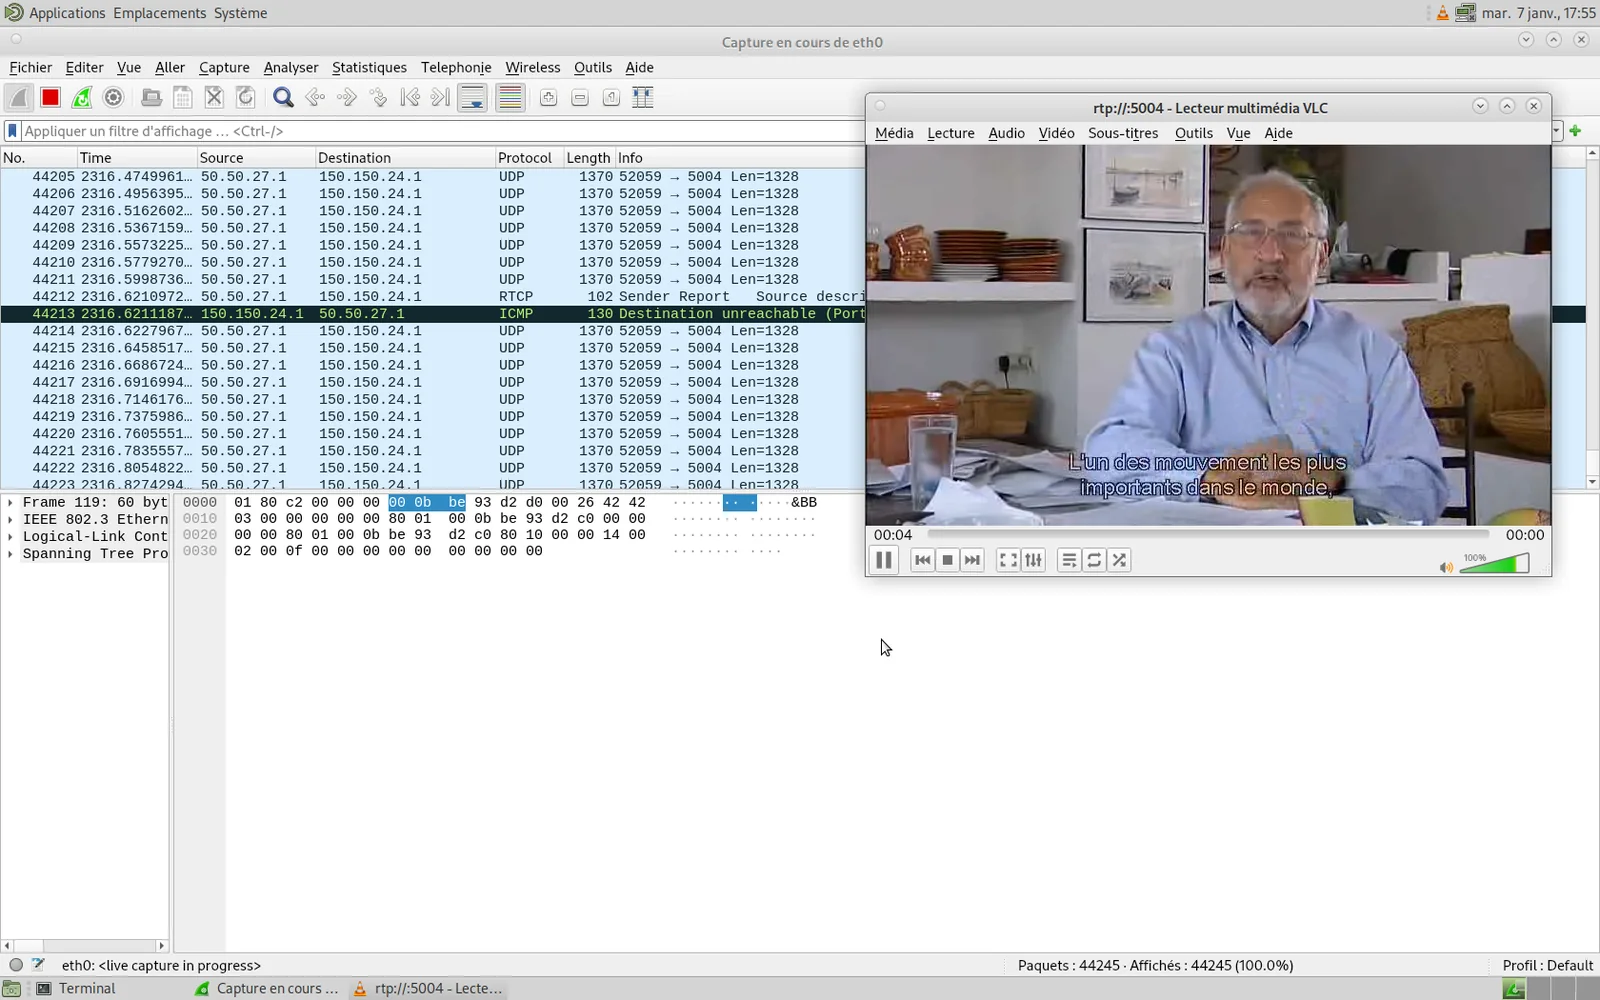 Applications Emplacements Système
mar. 7 janv., 17:55
Capture en cours de eth0
Fichier Editer Vue Aller Capture Analyser Statistiques Telephonie Wireless Outils Aide
Appliquer un filtre d'affichage … <Ctrl-/>
No. Time Source Destination Protocol Length Info
44205 2316.4749961… 50.50.27.1 150.150.24.1 UDP 1370 52059 → 5004 Len=1328
44206 2316.4956395… 50.50.27.1 150.150.24.1 UDP 1370 52059 → 5004 Len=1328
44207 2316.5162602… 50.50.27.1 150.150.24.1 UDP 1370 52059 → 5004 Len=1328
44208 2316.5367159… 50.50.27.1 150.150.24.1 UDP 1370 52059 → 5004 Len=1328
44209 2316.5573225… 50.50.27.1 150.150.24.1 UDP 1370 52059 → 5004 Len=1328
44210 2316.5779270… 50.50.27.1 150.150.24.1 UDP 1370 52059 → 5004 Len=1328
44211 2316.5998736… 50.50.27.1 150.150.24.1 UDP 1370 52059 → 5004 Len=1328
44212 2316.6210972… 50.50.27.1 150.150.24.1 RTCP 102 Sender Report Source descri
44213 2316.6211187… 150.150.24.1 50.50.27.1 ICMP 130 Destination unreachable (Port
44214 2316.6227967… 50.50.27.1 150.150.24.1 UDP 1370 52059 → 5004 Len=1328
44215 2316.6458517… 50.50.27.1 150.150.24.1 UDP 1370 52059 → 5004 Len=1328
44216 2316.6686724… 50.50.27.1 150.150.24.1 UDP 1370 52059 → 5004 Len=1328
44217 2316.6916994… 50.50.27.1 150.150.24.1 UDP 1370 52059 → 5004 Len=1328
44218 2316.7146176… 50.50.27.1 150.150.24.1 UDP 1370 52059 → 5004 Len=1328
44219 2316.7375986… 50.50.27.1 150.150.24.1 UDP 1370 52059 → 5004 Len=1328
44220 2316.7605551… 50.50.27.1 150.150.24.1 UDP 1370 52059 → 5004 Len=1328
44221 2316.7835557… 50.50.27.1 150.150.24.1 UDP 1370 52059 → 5004 Len=1328
44222 2316.8054822… 50.50.27.1 150.150.24.1 UDP 1370 52059 → 5004 Len=1328
44223 2316.8274294… 50.50.27.1 150.150.24.1 UDP 1370 52059 → 5004 Len=1328
rtp://:5004 - Lecteur multimédia VLC
Média Lecture Audio Vidéo Sous-titres Outils Vue Aide
L'un des mouvement les plus
importants dans le monde,
00:04 00:00
100%
Frame 119: 60 byt
IEEE 802.3 Ethern
Logical-Link Cont
Spanning Tree Pro
0000 01 80 c2 00 00 00 00 0b be 93 d2 d0 00 26 42 42 ·············&BB
0010 03 00 00 00 00 00 80 01 00 0b be 93 d2 c0 00 00 ········ ········
0020 00 00 80 01 00 0b be 93 d2 c0 80 10 00 00 14 00 ········ ········
0030 02 00 0f 00 00 00 00 00 00 00 00 00 ········ ····
eth0: <live capture in progress>
Paquets : 44245 · Affichés : 44245 (100.0%)
Profil : Default
Terminal
Capture en cours …
rtp://:5004 - Lecte…